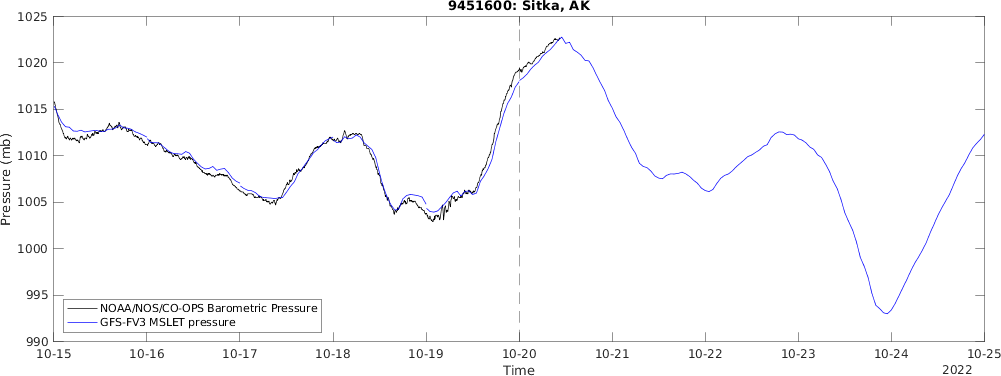 9451600: Sitka, AK
Pressure (mb)
1025
1020
1015
1010
1005
1000
995
990
NOAA/NOS/CO-OPS Barometric Pressure
GFS-FV3 MSLET pressure
10-15 10-16 10-17 10-18 10-19 10-20 10-21 10-22 10-23 10-24 10-25
Time
2022